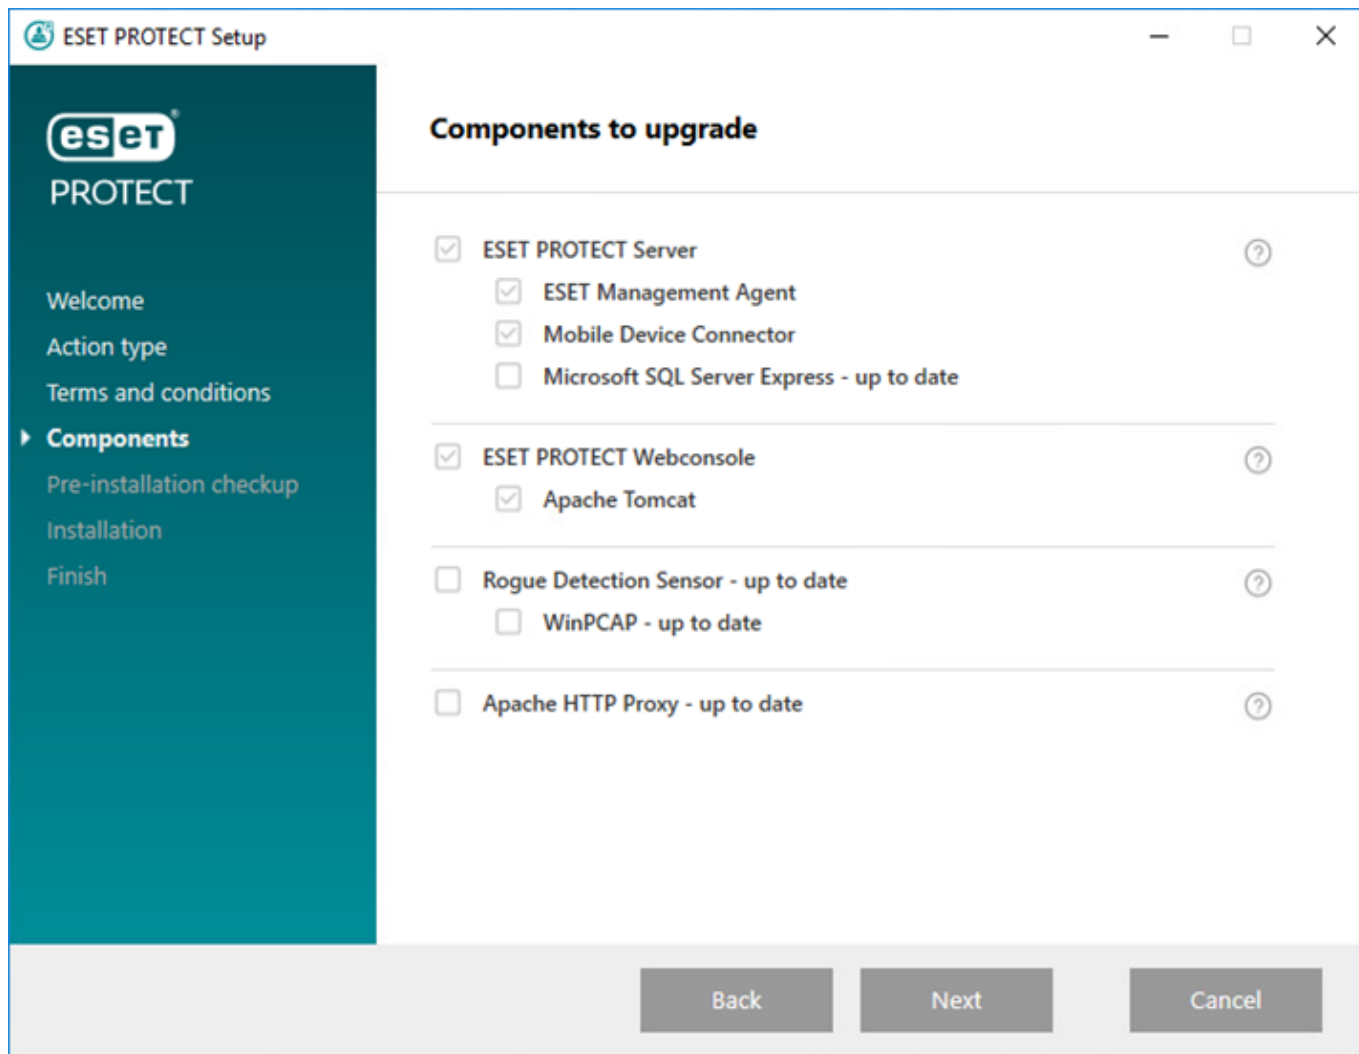 ESET PROTECT Setup
eset®
PROTECT
Welcome
Action type
Terms and conditions
Components
Pre-installation checkup
Installation
Finish
Components to upgrade
ESET PROTECT Server
ESET Management Agent
Mobile Device Connector
Microsoft SQL Server Express - up to date
ESET PROTECT Webconsole
Apache Tomcat
Rogue Detection Sensor - up to date
WinPCAP - up to date
Apache HTTP Proxy - up to date
Back
Next
Cancel